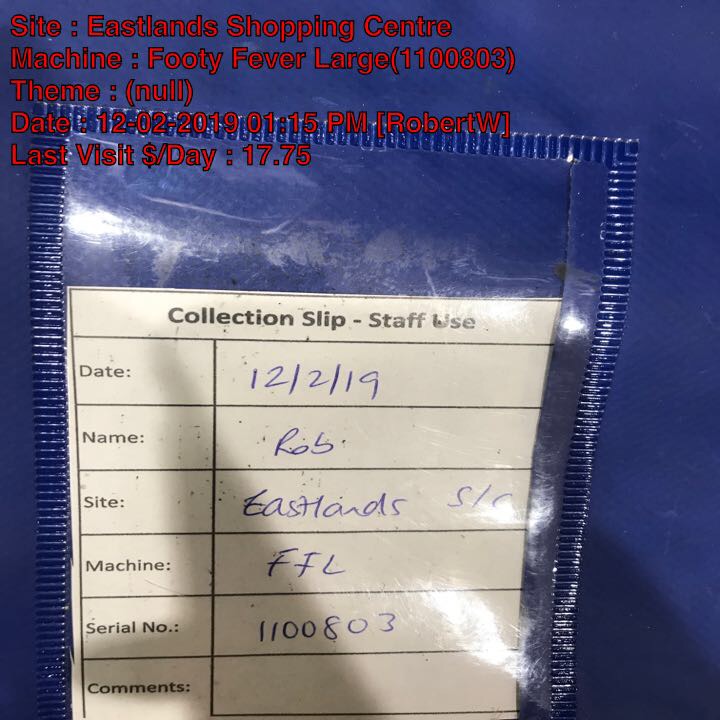 Site : Eastlands Shopping Centre
Machine : Footy Fever Large(1100803)
Theme : (null)
Date : 12-02-2019 01:15 PM [RobertW]
Last Visit $/Day : 17.75
Collection Slip - Staff Use
Date: 12/2/19
Name: Rob
Site: Eastlands S/C
Machine: FFL
Serial No.: 1100803
Comments: